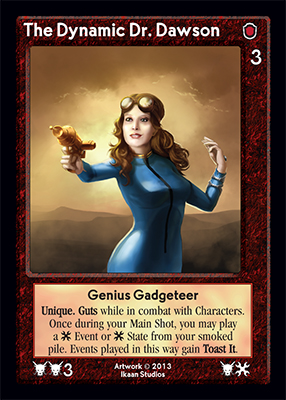 The Dynamic Dr. Dawson
3
Genius Gadgeteer
Unique. Guts while in combat with Characters.
Once during your Main Shot, you may play
a Event or State from your smoked
pile. Events played in this way gain Toast It.
3
Artwork © 2013
Ikaan Studios